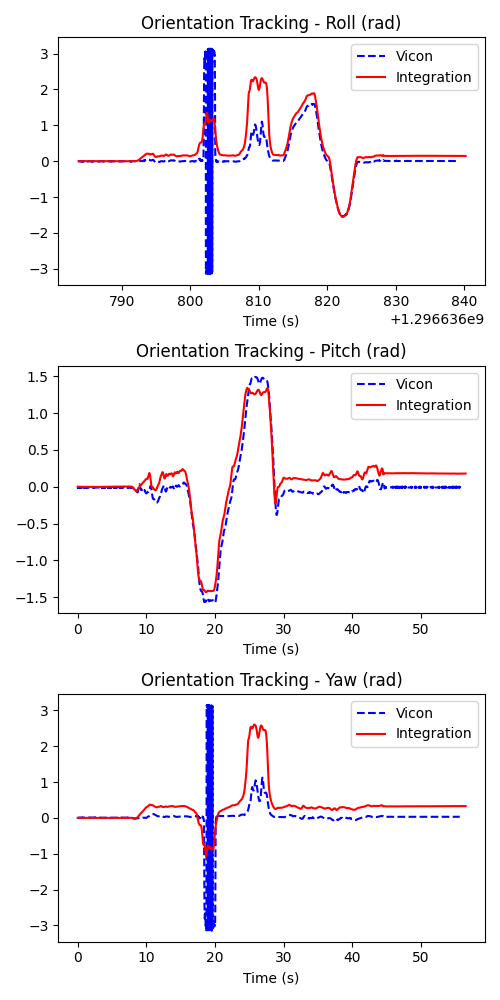 Orientation Tracking - Roll (rad)
3
2
1
0
−1
−2
−3
Vicon
Integration
790 800 810 820 830 840
+1.296636e9
Time (s)
Orientation Tracking - Pitch (rad)
1.5
1.0
0.5
0.0
−0.5
−1.0
−1.5
Vicon
Integration
0 10 20 30 40 50
Time (s)
Orientation Tracking - Yaw (rad)
3
2
1
0
−1
−2
−3
Vicon
Integration
0 10 20 30 40 50
Time (s)